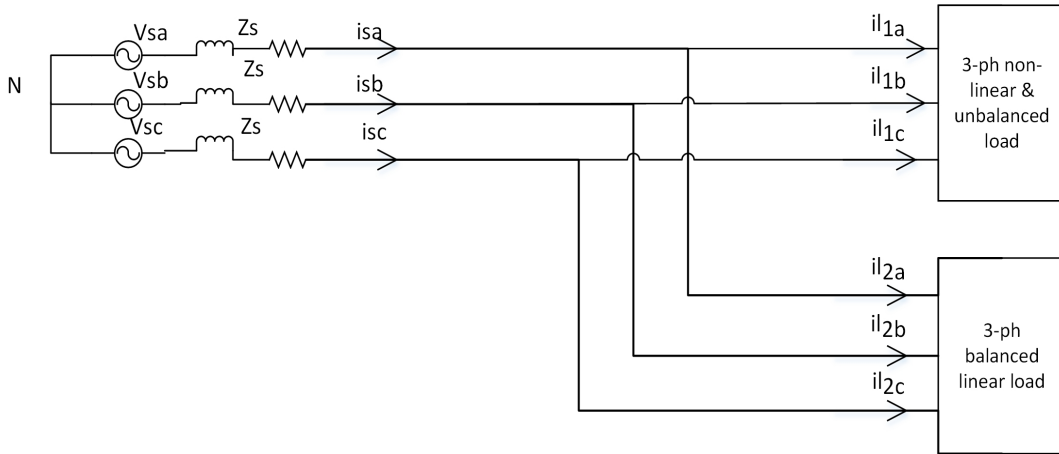 Vsa
Zs
isa
il1a
N
Vsb
Zs
isb
il1b
Vsc
Zs
isc
il1c
3-ph non-
linear &
unbalanced
load
il2a
il2b
il2c
3-ph
balanced
linear load